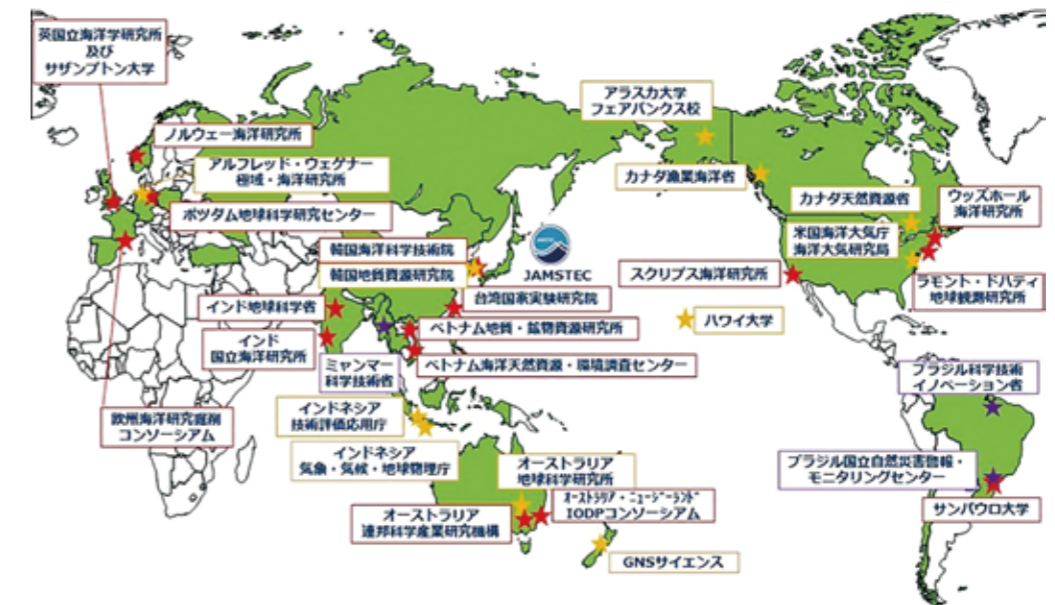 英国立海洋学研究所
及び
サザンプトン大学
ノルウェー海洋研究所
アルフレッド・ウェゲナー
極域・海洋研究所
ポツダム地球科学研究センター
韓国海洋科学技術院
韓国地質資源研究院
インド地球科学省
インド
国立海洋研究所
ミャンマー
科学技術省
欧州海洋研究掘削
コンソーシアム
インドネシア
技術評価応用庁
インドネシア
気象・気候・地球物理庁
JAMSTEC
台湾国家実験研究院
ベトナム地質・鉱物資源研究所
ベトナム海洋天然資源・環境調査センター
オーストラリア
地球科学研究所
オーストラリア・ニュージーランド
IODPコンソーシアム
オーストラリア
連邦科学産業研究機構
GNSサイエンス
アラスカ大学
フェアバンクス校
カナダ漁業海洋省
カナダ天然資源省
ウッズホール
海洋研究所
米国海洋大気庁
海洋大気研究局
スクリプス海洋研究所
ラモント・ドハティ
地球観測研究所
ハワイ大学
ブラジル科学技術
イノベーション省
ブラジル国立自然災害警報・
モニタリングセンター
サンパウロ大学